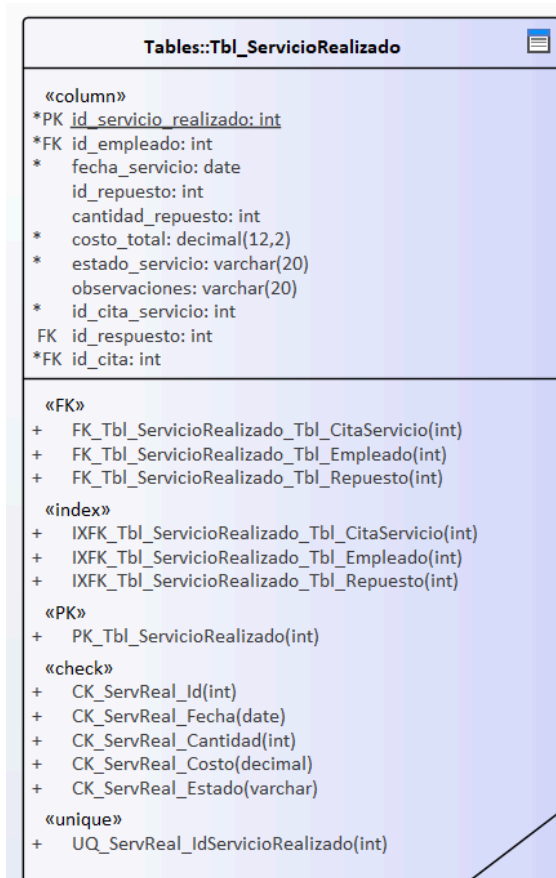 Tables::Tbl_ServicioRealizado
«column»
*PK id_servicio_realizado: int
*FK id_empleado: int
* fecha_servicio: date
id_repuesto: int
cantidad_repuesto: int
* costo_total: decimal(12,2)
* estado_servicio: varchar(20)
observaciones: varchar(20)
* id_cita_servicio: int
FK id_respuesto: int
*FK id_cita: int
«FK»
+ FK_Tbl_ServicioRealizado_Tbl_CitaServicio(int)
+ FK_Tbl_ServicioRealizado_Tbl_Empleado(int)
+ FK_Tbl_ServicioRealizado_Tbl_Repuesto(int)
«index»
+ IXFK_Tbl_ServicioRealizado_Tbl_CitaServicio(int)
+ IXFK_Tbl_ServicioRealizado_Tbl_Empleado(int)
+ IXFK_Tbl_ServicioRealizado_Tbl_Repuesto(int)
«PK»
+ PK_Tbl_ServicioRealizado(int)
«check»
+ CK_ServReal_Id(int)
+ CK_ServReal_Fecha(date)
+ CK_ServReal_Cantidad(int)
+ CK_ServReal_Costo(decimal)
+ CK_ServReal_Estado(varchar)
«unique»
+ UQ_ServReal_IdServicioRealizado(int)